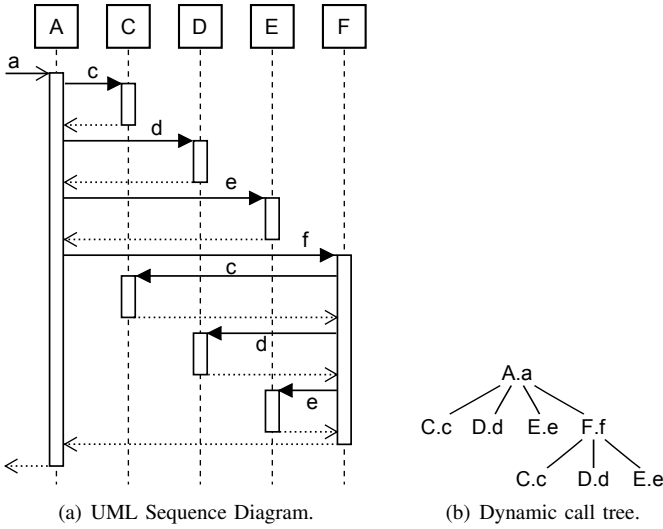 A C D E F
a
c
d
e
f
c
d
e
A.a
C.c D.d E.e F.f
C.c D.d E.e
(a) UML Sequence Diagram.
(b) Dynamic call tree.